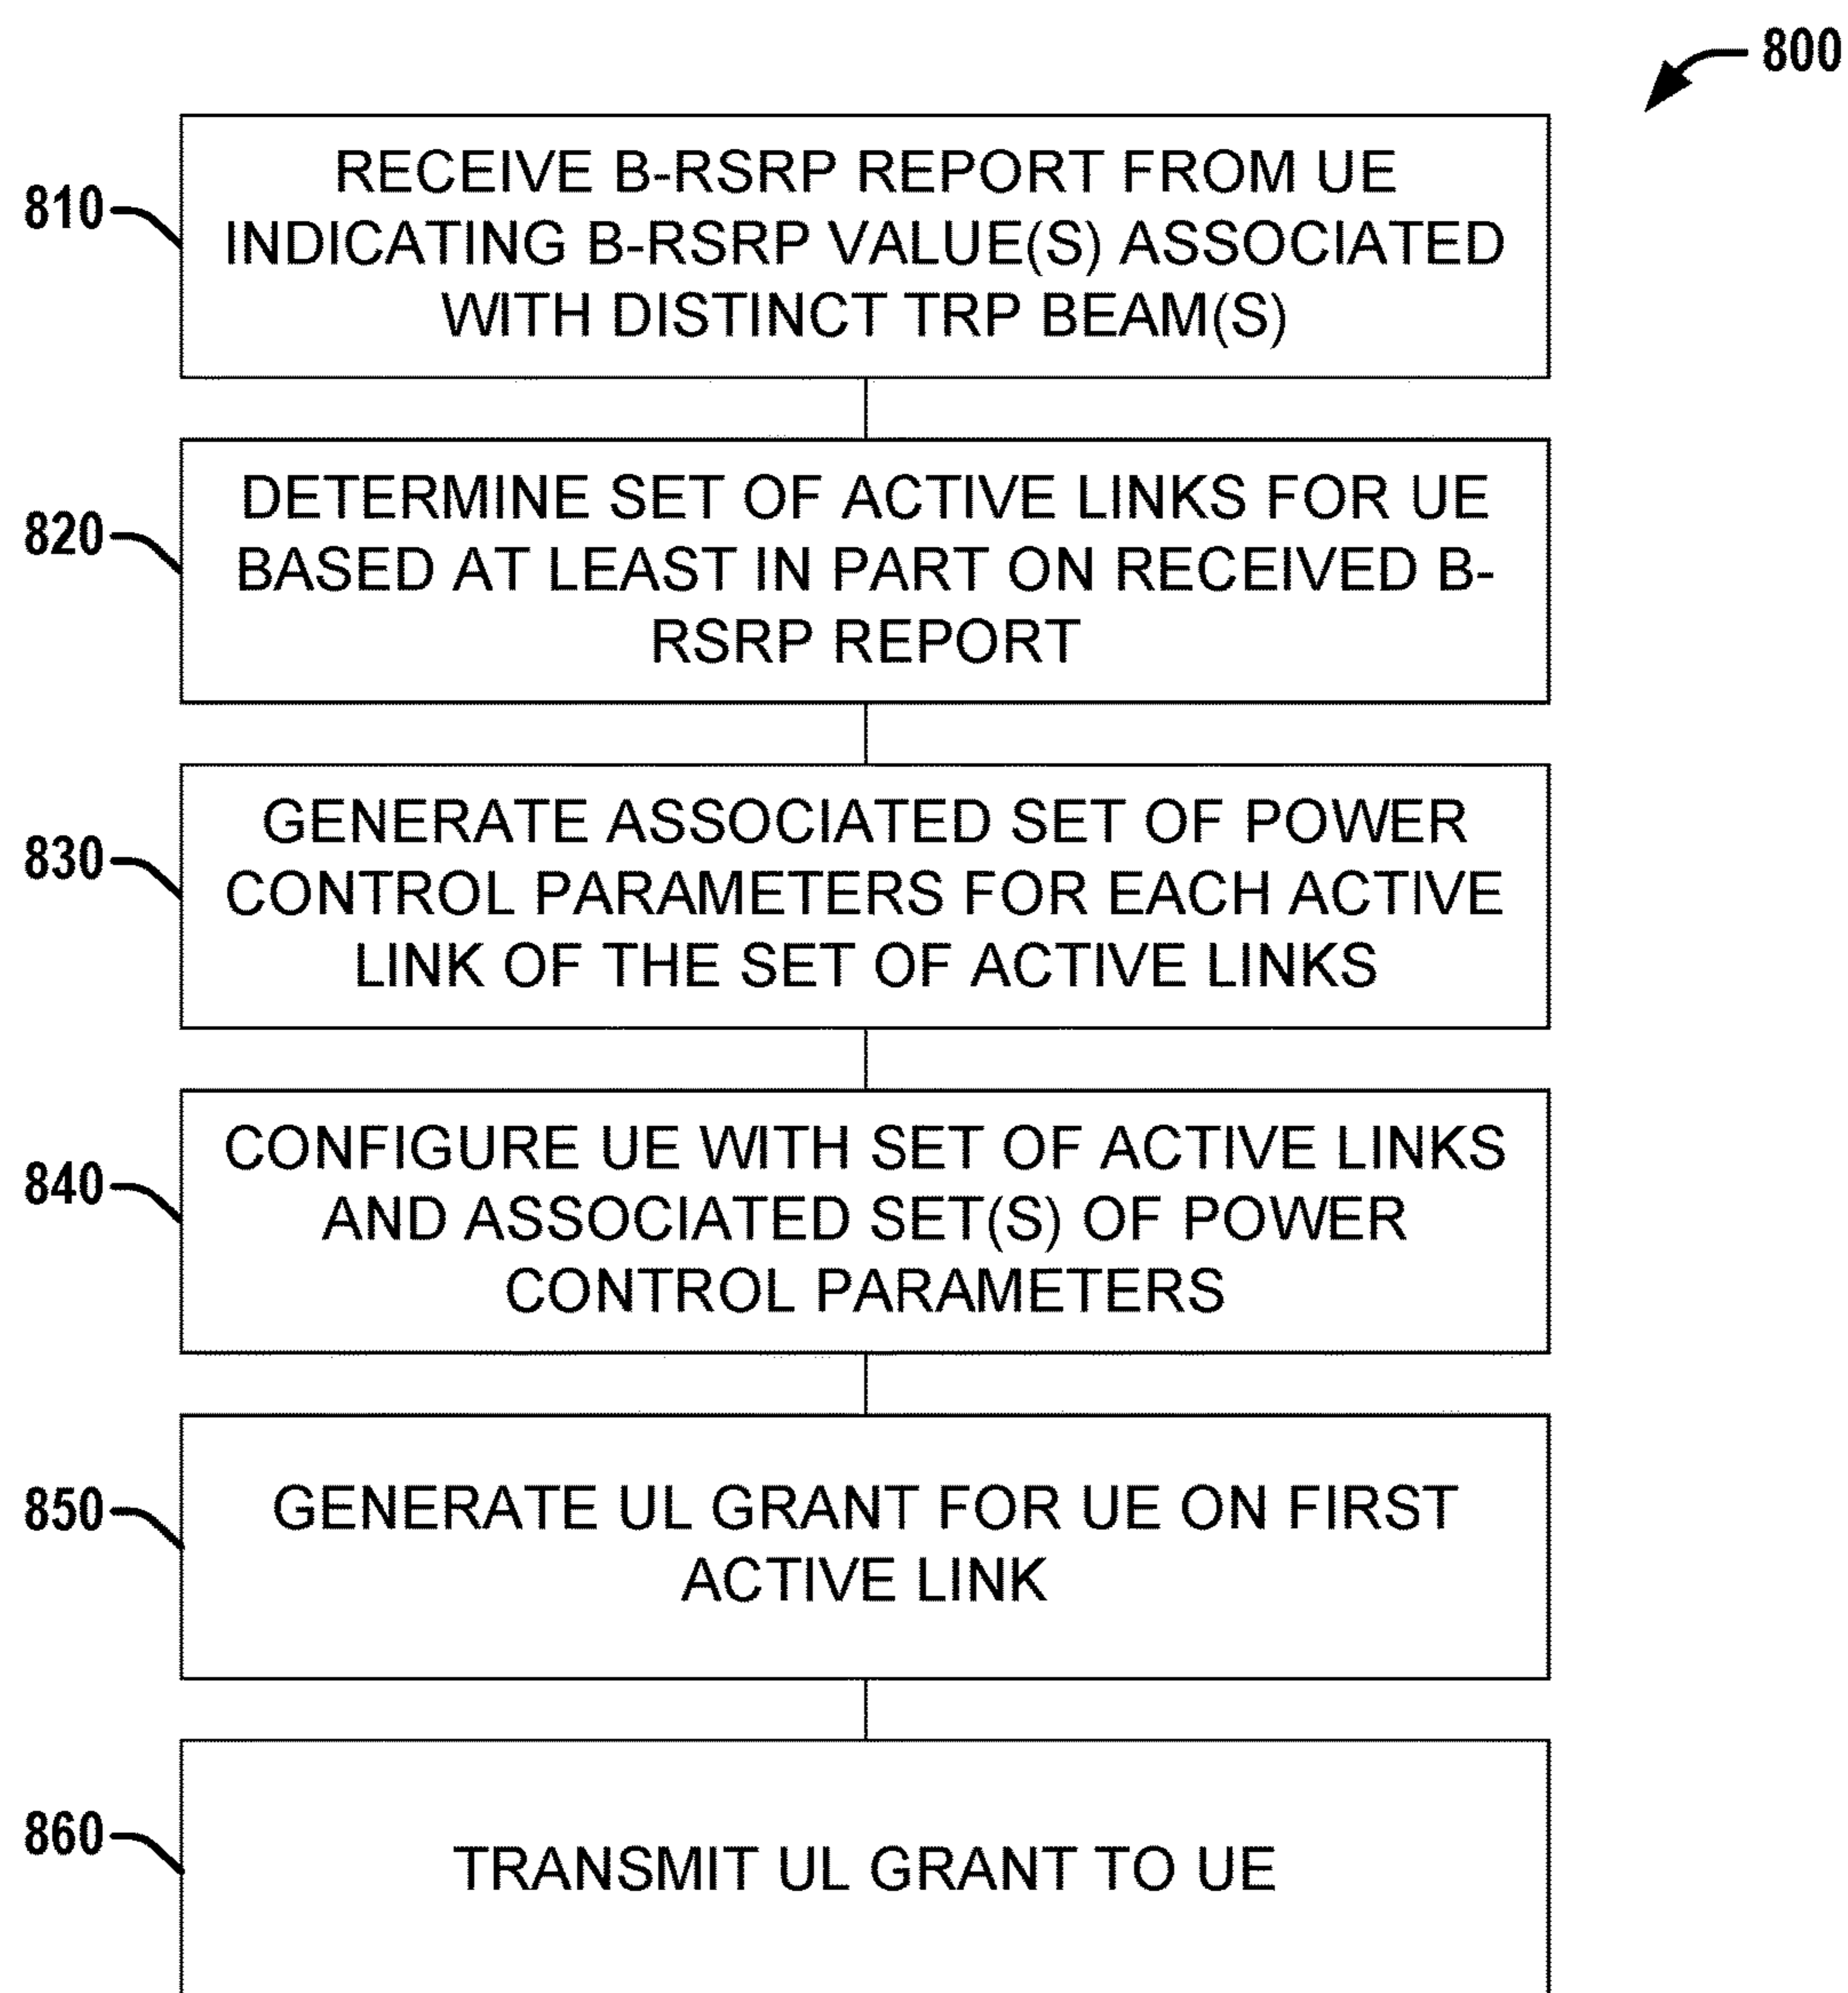 800
810
RECEIVE B-RSRP REPORT FROM UE
INDICATING B-RSRP VALUE(S) ASSOCIATED
WITH DISTINCT TRP BEAM(S)
820
DETERMINE SET OF ACTIVE LINKS FOR UE
BASED AT LEAST IN PART ON RECEIVED B-
RSRP REPORT
830
GENERATE ASSOCIATED SET OF POWER
CONTROL PARAMETERS FOR EACH ACTIVE
LINK OF THE SET OF ACTIVE LINKS
840
CONFIGURE UE WITH SET OF ACTIVE LINKS
AND ASSOCIATED SET(S) OF POWER
CONTROL PARAMETERS
850
GENERATE UL GRANT FOR UE ON FIRST
ACTIVE LINK
860
TRANSMIT UL GRANT TO UE